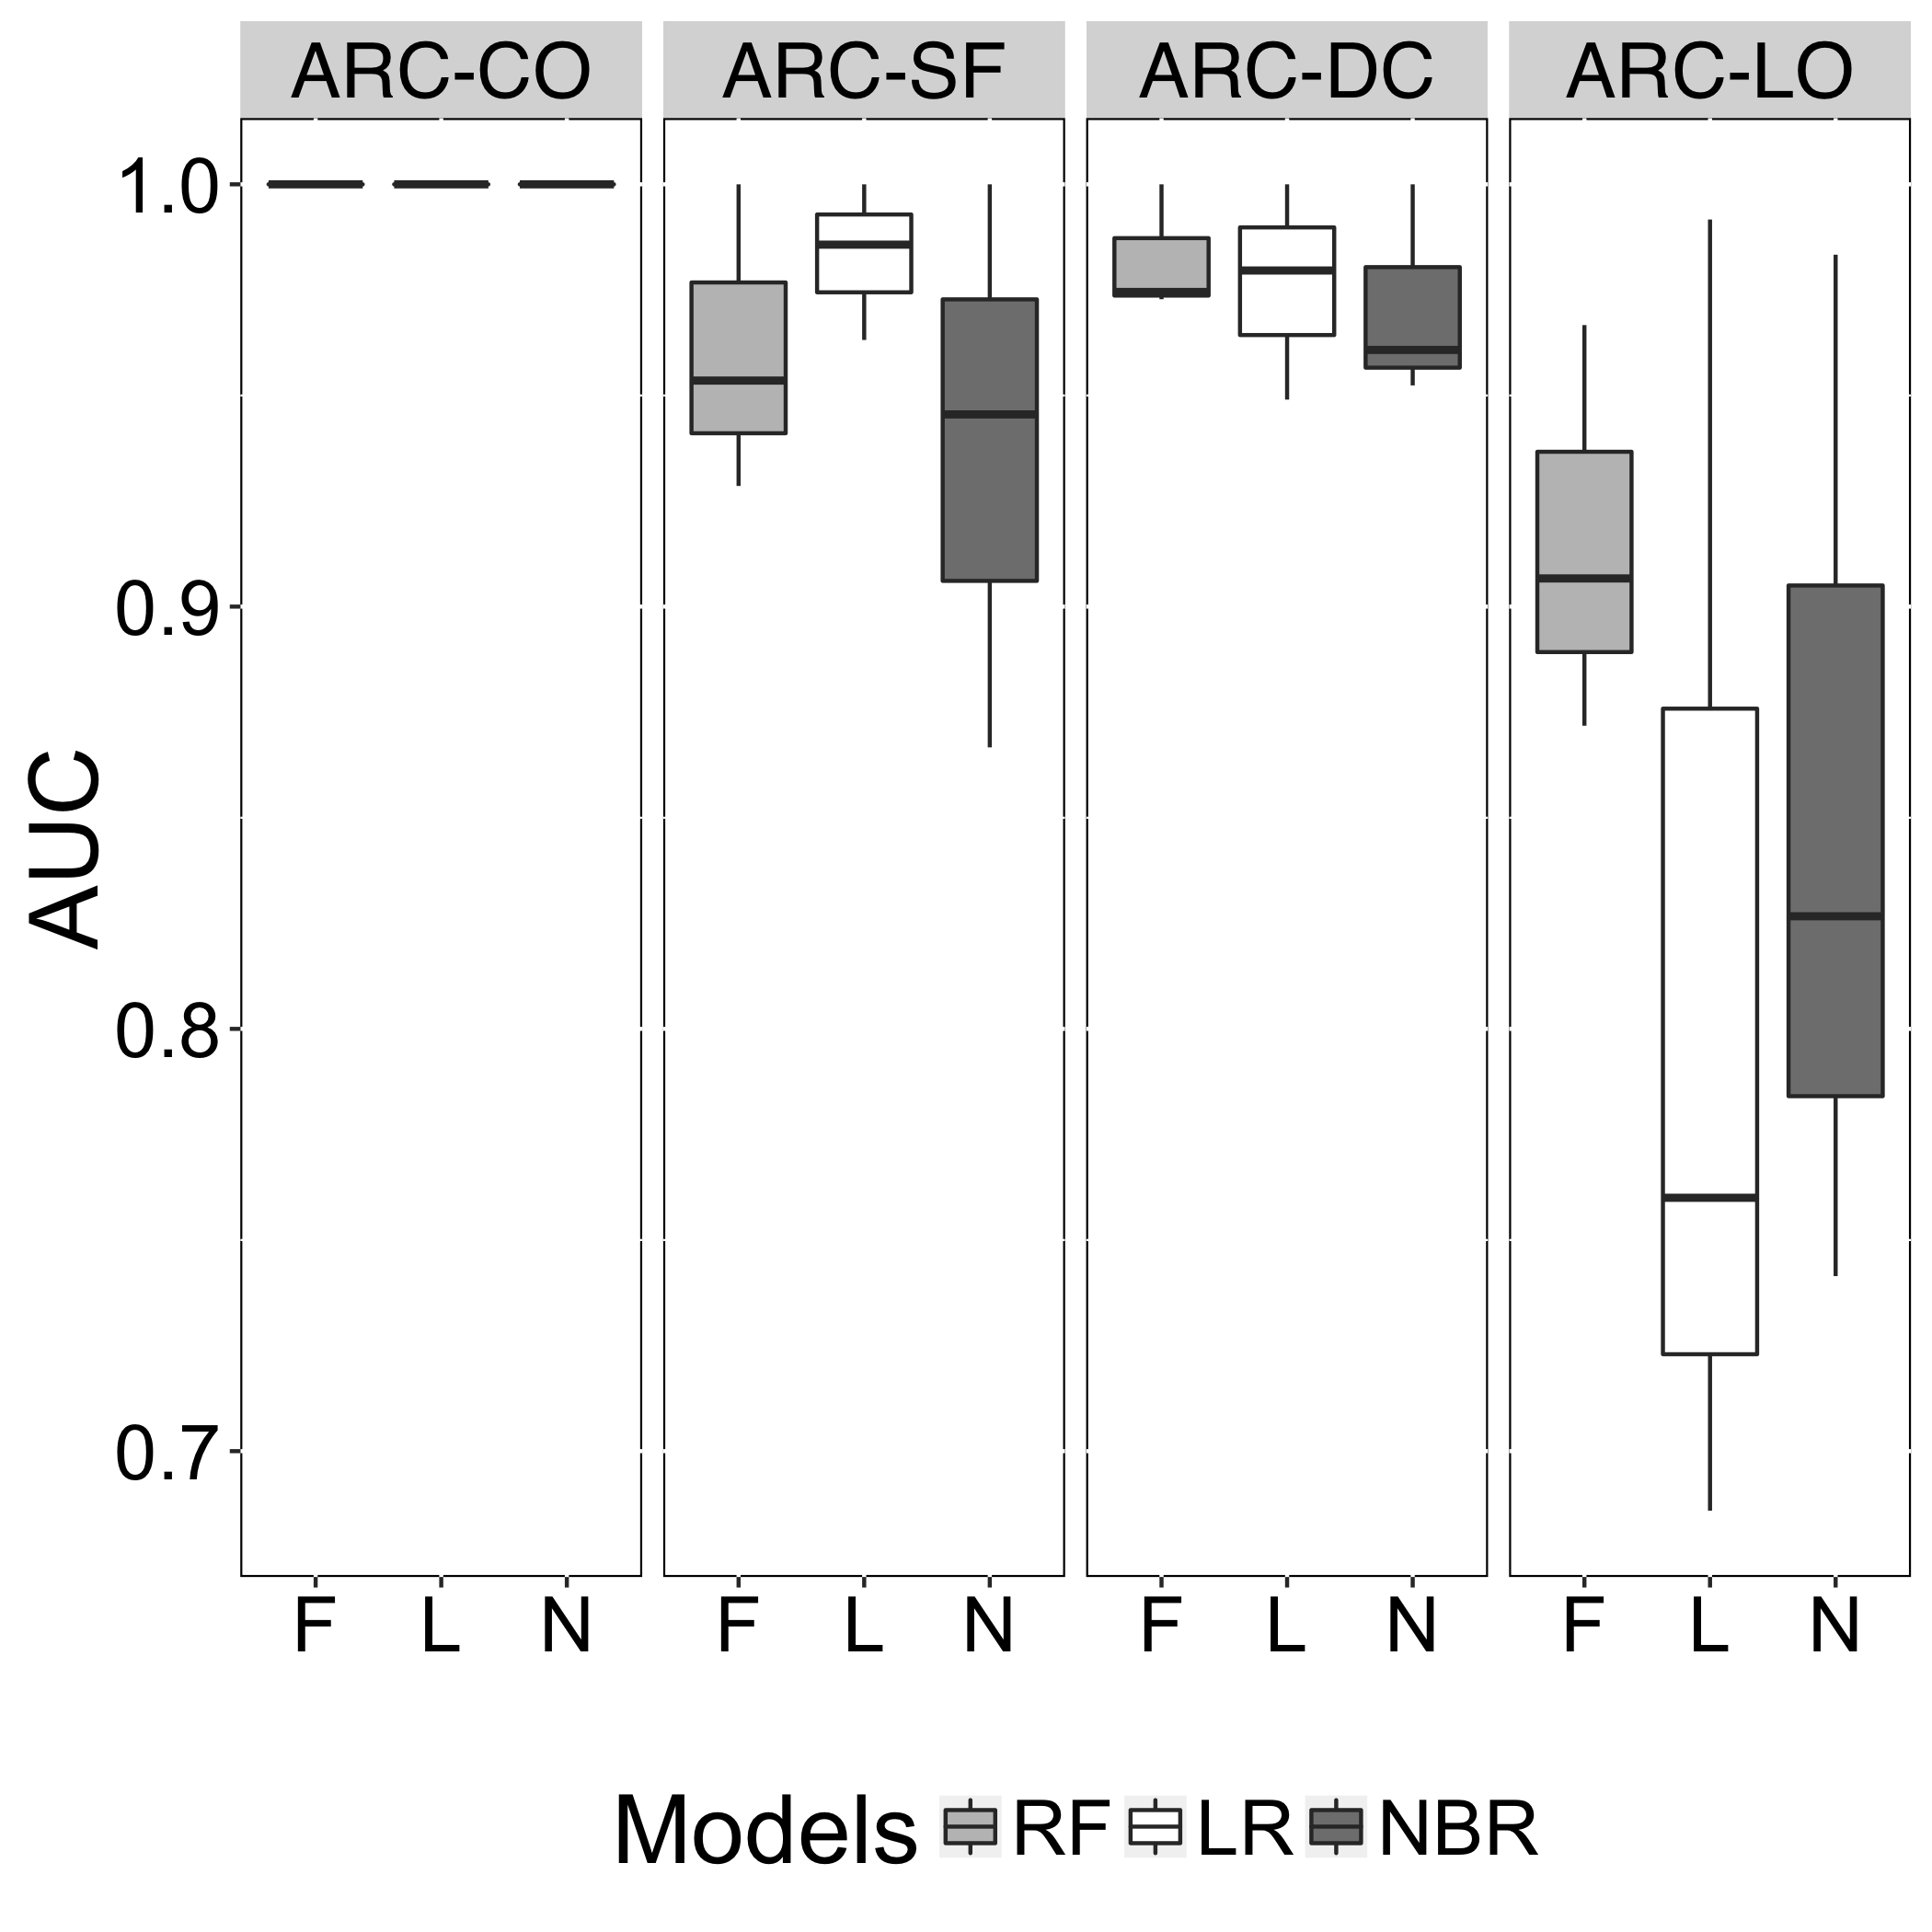 ARC-CO ARC-SF ARC-DC ARC-LO
1.0
0.9
0.8
0.7
AUC
F L N F L N F L N F L N
Models RF LR NBR